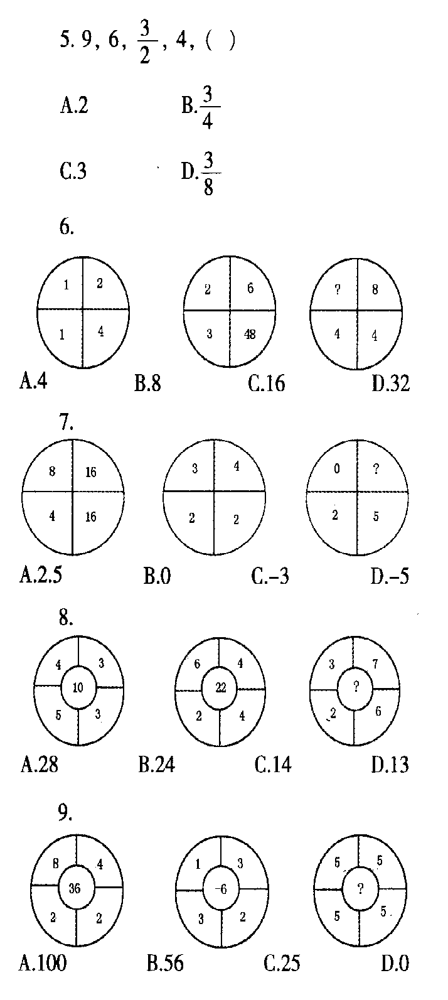 5. 9, 6, 3/2, 4, ( )
A.2 B.3/4
C.3 D.3/8
6.
1 2 2 6 ? 8
1 4 3 48 4 4
A.4 B.8 C.16 D.32
7.
8 16 3 4 0 ?
4 16 2 2 2 5
A.2.5 B.0 C.-3 D.-5
8.
4 3 6 4 3 7
10 22 ?
5 3 2 4 2 6
A.28 B.24 C.14 D.13
9.
8 4 1 3 5 5
36 -6 ?
2 2 3 2 5 5
A.100 B.56 C.25 D.0